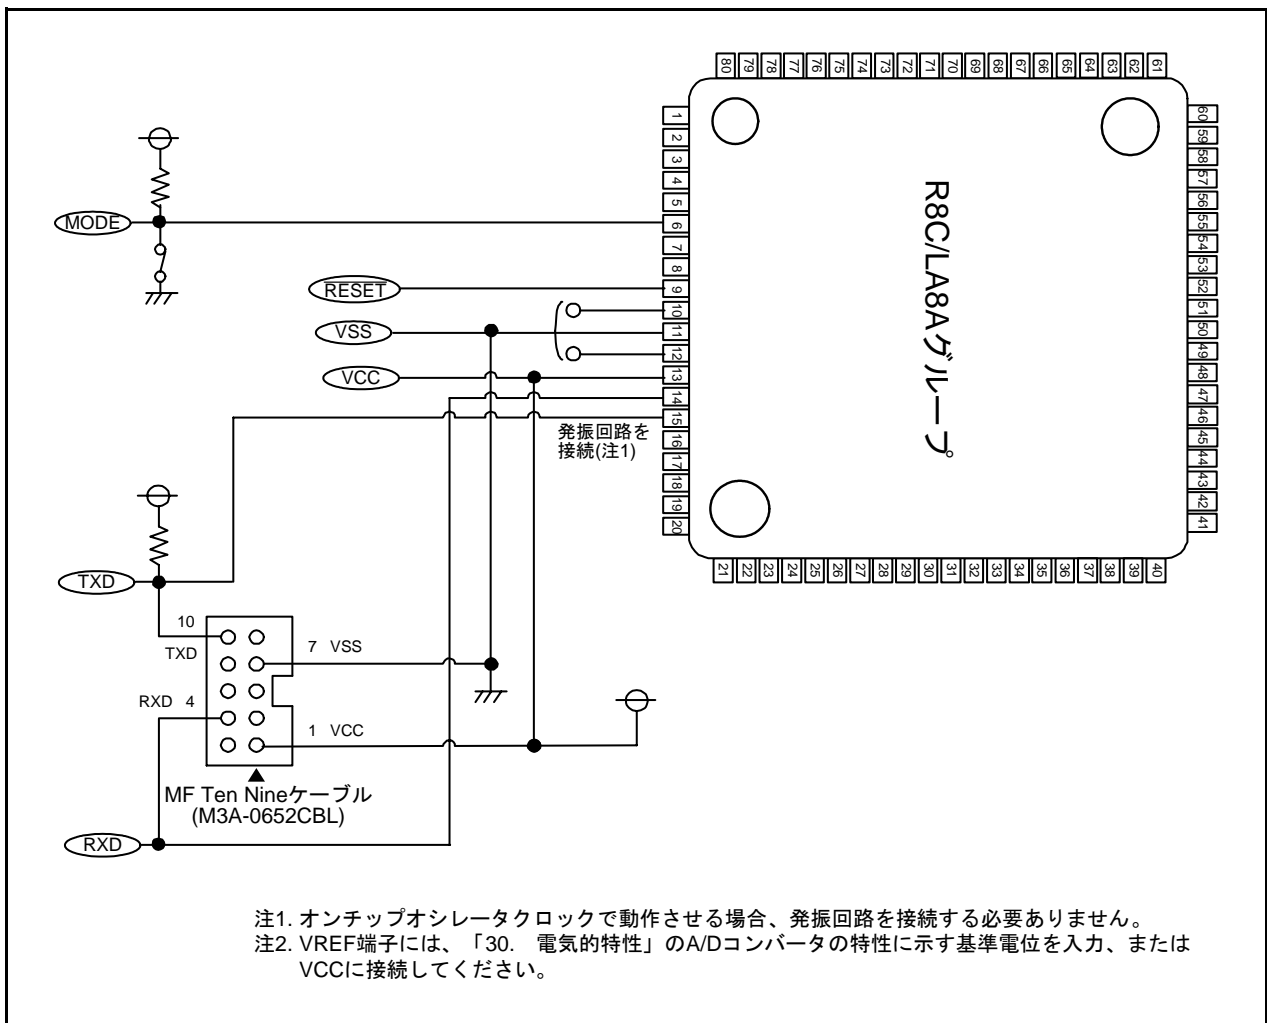 80 79 78 77 76 75 74 73 72 71 70 69 68 67 66 65 64 63 62 61
1
2
3
4
5
6
7
8
9
10
11
12
13
14
15
16
17
18
19
20
60
59
58
57
56
55
54
53
52
51
50
49
48
47
46
45
44
43
42
41
21 22 23 24 25 26 27 28 29 30 31 32 33 34 35 36 37 38 39 40
R8C/LA8Aグループ
MODE
RESET
VSS
VCC
発振回路を
接続(注1)
TXD
10
TXD
7 VSS
RXD 4
1 VCC
MF Ten Nineケーブル
(M3A-0652CBL)
RXD
注1. オンチップオシレータクロックで動作させる場合、発振回路を接続する必要ありません。
注2. VREF端子には、「30. 電気的特性」のA/Dコンバータの特性に示す基準電位を入力、または
VCCに接続してください。